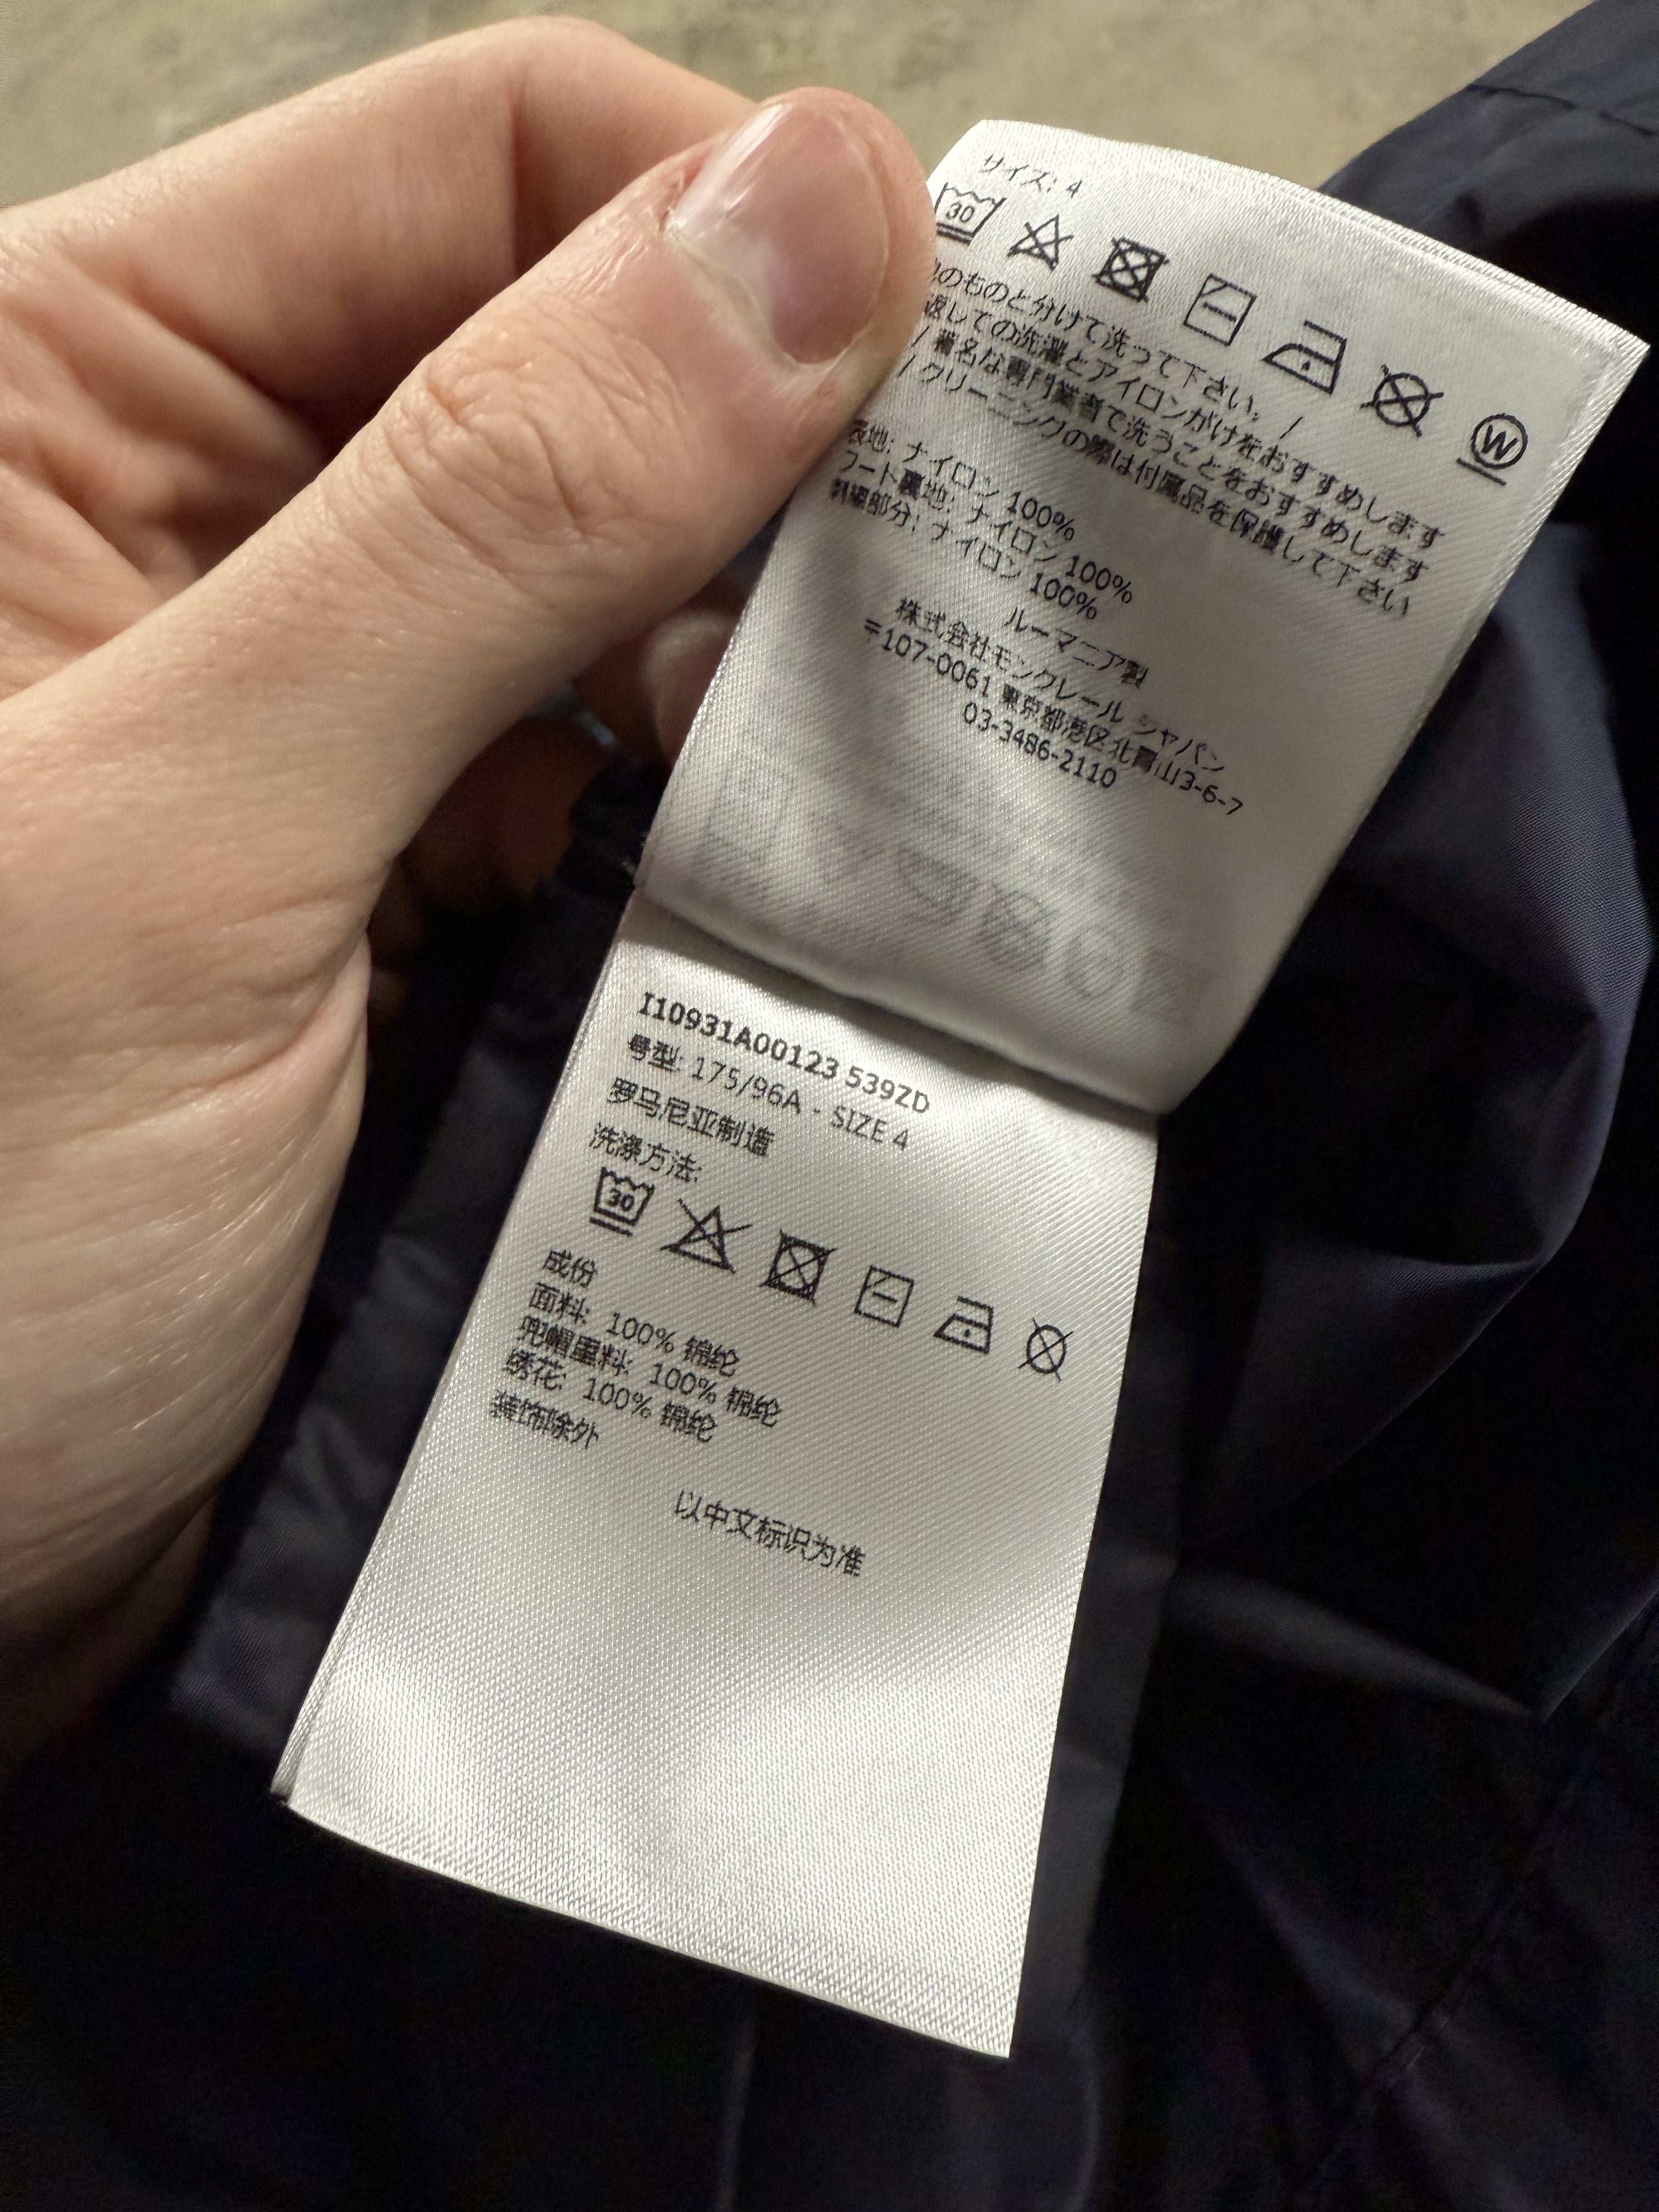 サイズ: 4
30
のものと分けて洗って下さい。 /
返しての洗濯とアイロンがけをおすすめします
/ 著名な専門業者で洗うことをおすすめします
/ クリーニングの際は付属品を保護して下さい
W
表地: ナイロン 100%
フード裏地: ナイロン 100%
刺繍部分: ナイロン 100%
ルーマニア製
株式会社モンクレール ジャパン
〒107-0061 東京都港区北青山3-6-7
03-3486-2110
I10931A00123 539ZD
号型: 175/96A - SIZE 4
罗马尼亚制造
洗涤方法:
30
成份
面料: 100% 锦纶
兜帽里料: 100% 锦纶
绣花: 100% 锦纶
装饰除外
以中文标识为准